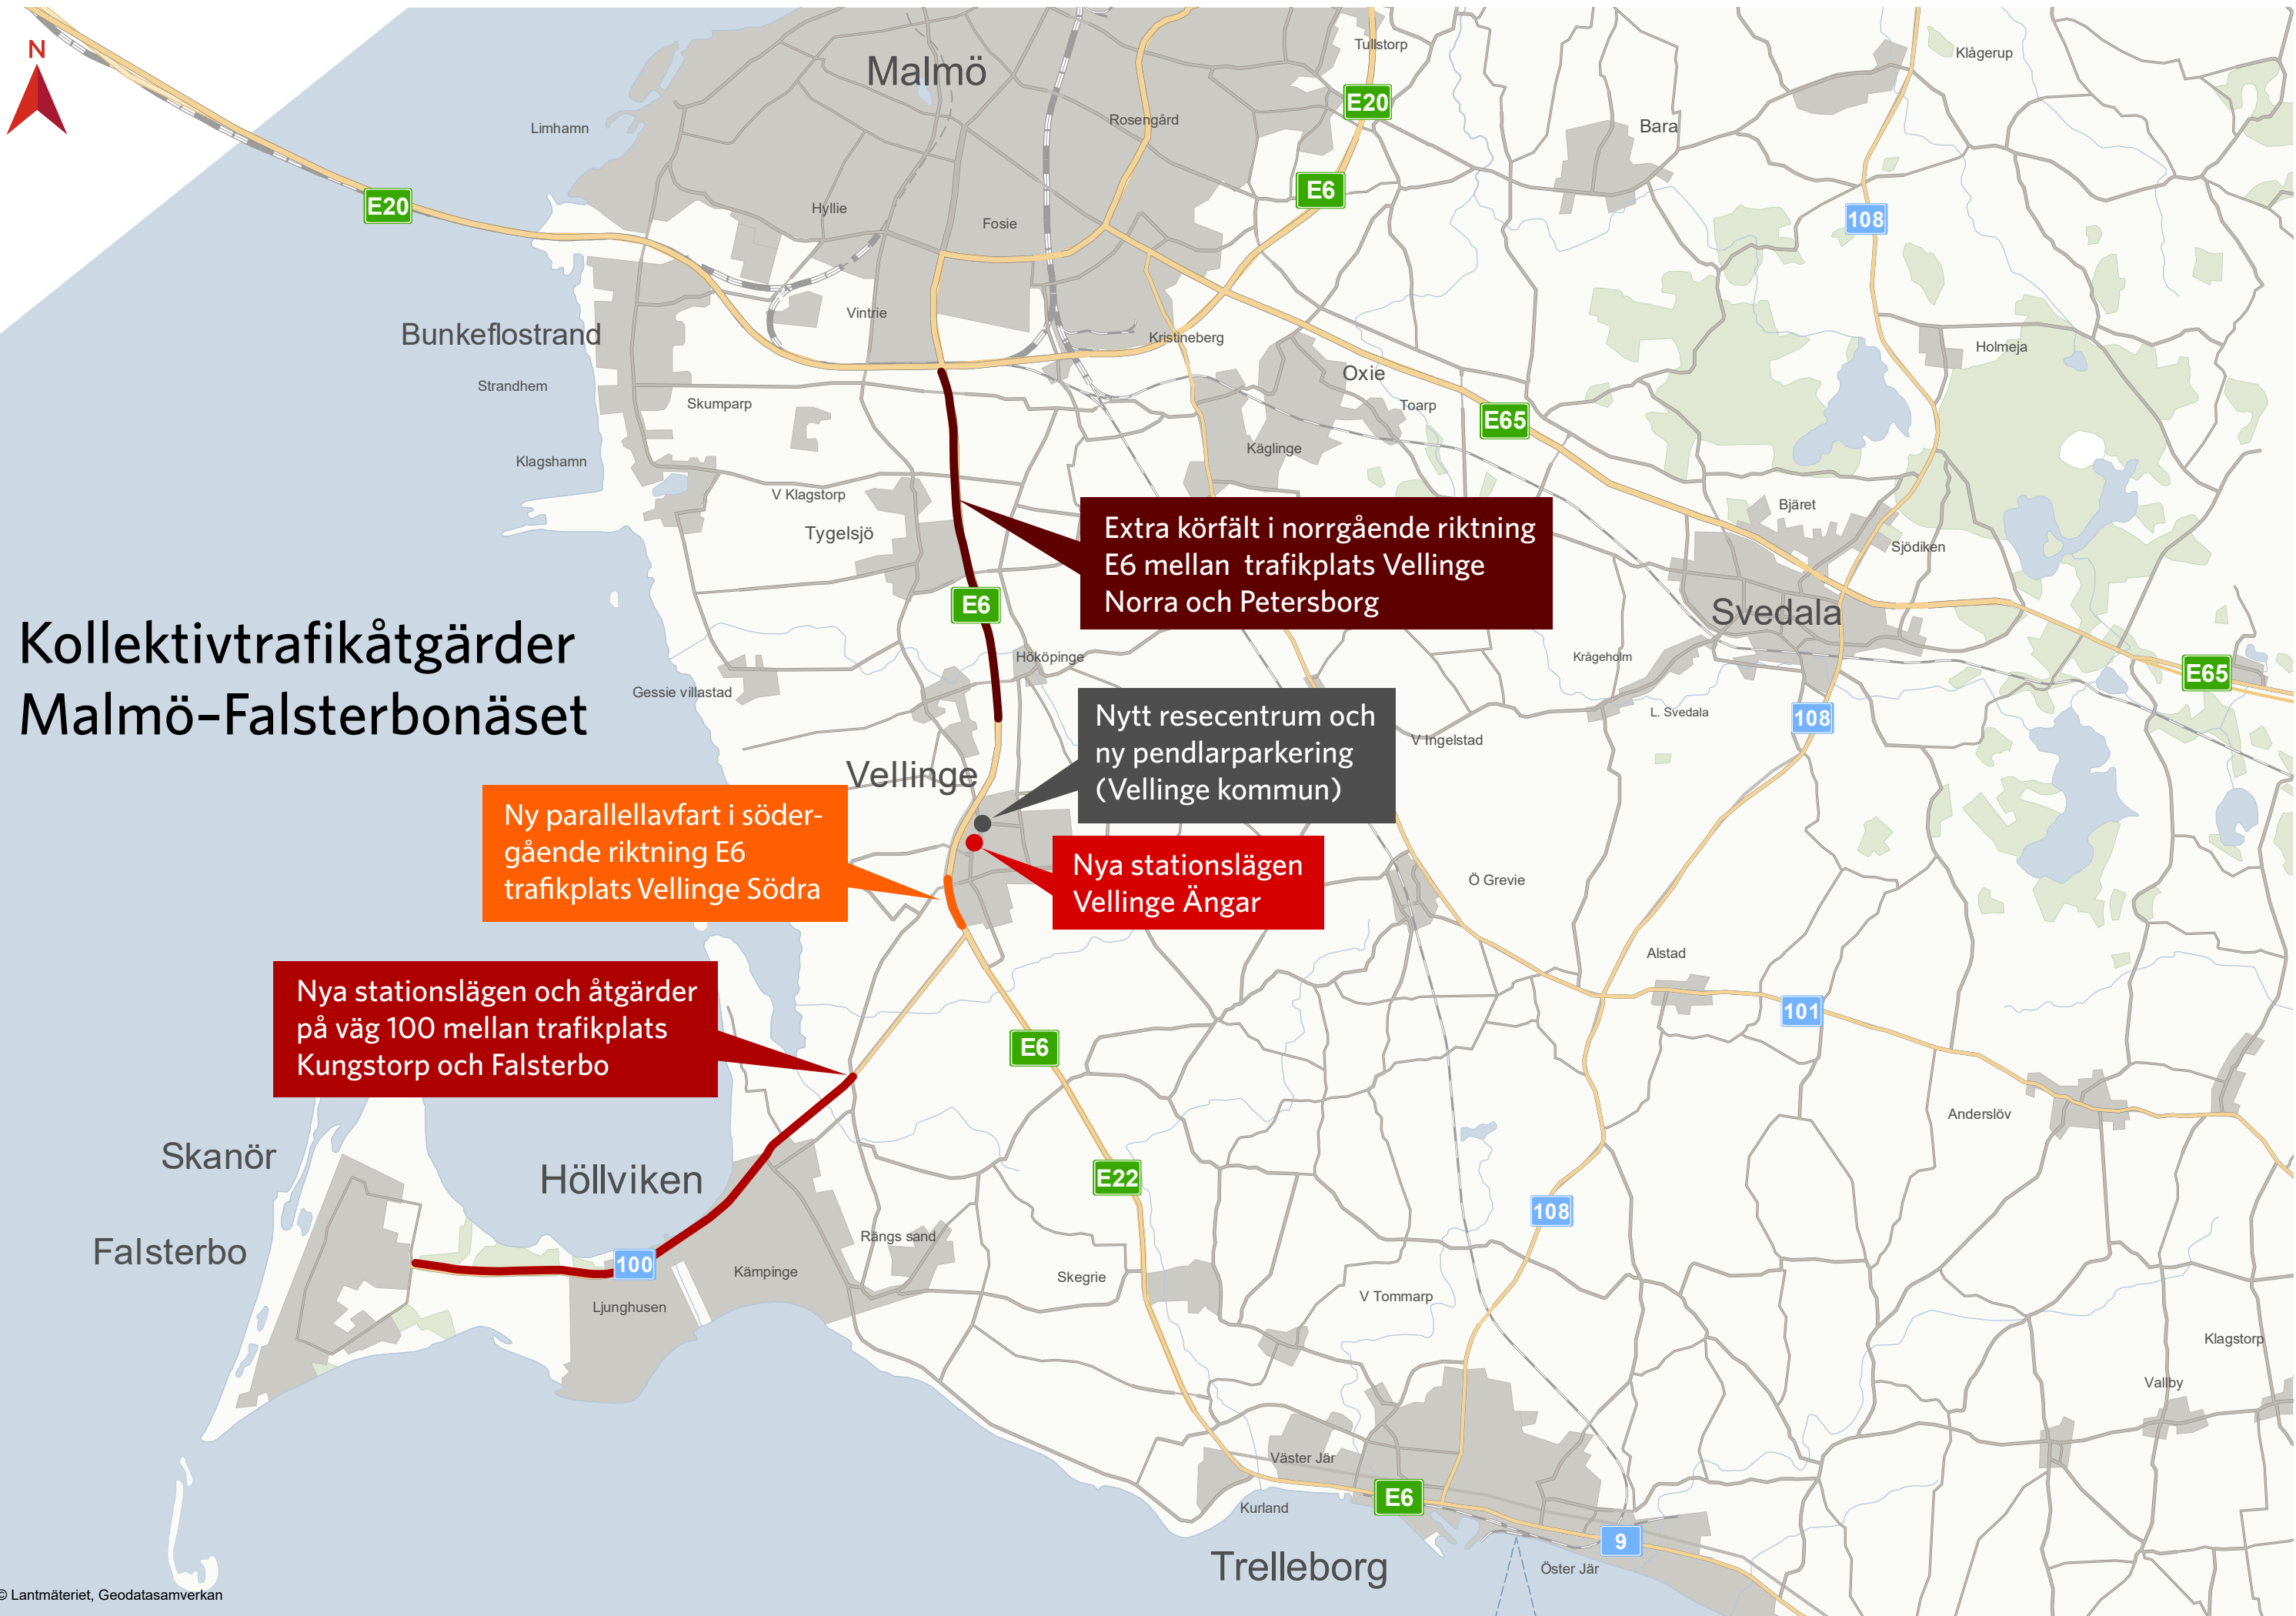 N
Malmö
Tullstorp
Klågerup
E20
Limhamn
Rosengård
Bara
E6
E20
Hyllie
Fosie
108
Vintrie
Bunkeflostrand
Kristineberg
Holmeja
Oxie
Strandhem
Skumparp
Toarp
E65
Käglinge
Klagshamn
V Klagstorp
Bjäret
Tygelsjö
Extra körfält i norrgående riktning
E6 mellan trafikplats Vellinge
Norra och Petersborg
Sjödiken
E6
Svedala
Kollektivtrafikåtgärder
Malmö–Falsterbonäset
Hököpinge
Krågeholm
E65
Gessie villastad
L. Svedala
108
Nytt resecentrum och
ny pendlarparkering
(Vellinge kommun)
V Ingelstad
Vellinge
Ny parallellavfart i söder-
gående riktning E6
trafikplats Vellinge Södra
Nya stationslägen
Vellinge Ängar
Ö Grevie
Alstad
Nya stationslägen och åtgärder
på väg 100 mellan trafikplats
Kungstorp och Falsterbo
101
E6
Anderslöv
Skanör
Höllviken
E22
108
Falsterbo
Rängs sand
100
Kämpinge
Skegrie
Ljunghusen
V Tommarp
Klagstorp
Vallby
Väster Jär
E6
Kurland
9
Trelleborg
Öster Jär
© Lantmäteriet, Geodatasamverkan